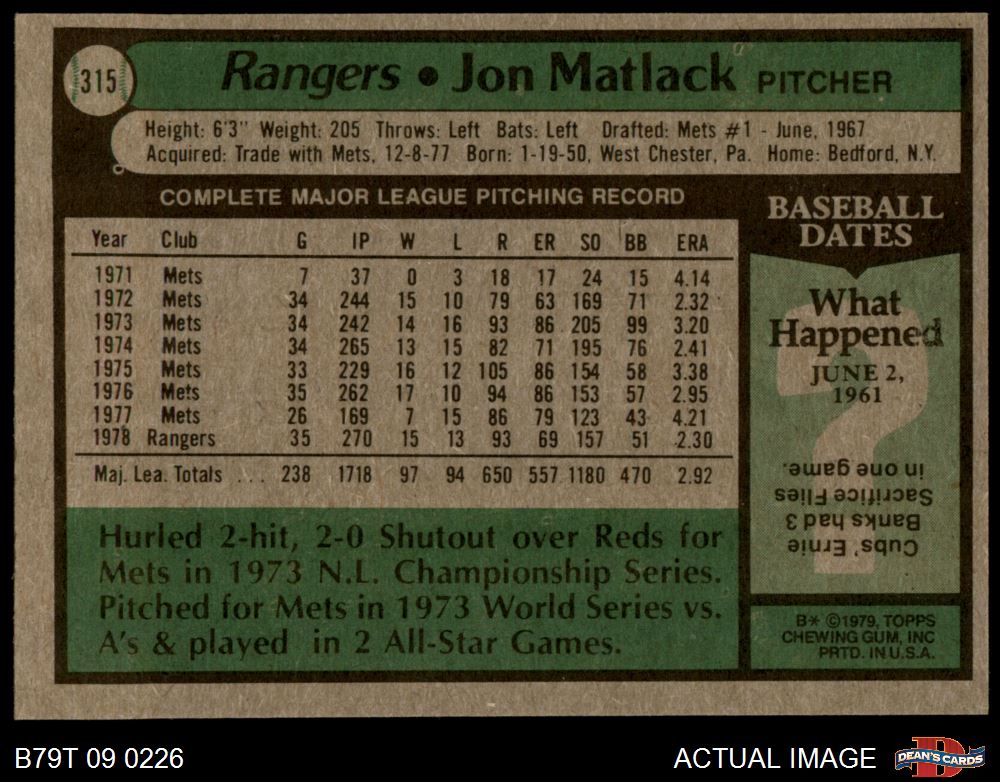 315
Rangers • Jon Matlack PITCHER
Height: 6'3" Weight: 205 Throws: Left Bats: Left Drafted: Mets #1 - June, 1967
Acquired: Trade with Mets, 12-8-77 Born: 1-19-50, West Chester, Pa. Home: Bedford, N.Y.
COMPLETE MAJOR LEAGUE PITCHING RECORD
Year Club G IP W L R ER SO BB ERA
1971 Mets 7 37 0 3 18 17 24 15 4.14
1972 Mets 34 244 15 10 79 63 169 71 2.32
1973 Mets 34 242 14 16 93 86 205 99 3.20
1974 Mets 34 265 13 15 82 71 195 76 2.41
1975 Mets 33 229 16 12 105 86 154 58 3.38
1976 Mets 35 262 17 10 94 86 153 57 2.95
1977 Mets 26 169 7 15 86 79 123 43 4.21
1978 Rangers 35 270 15 13 93 69 157 51 2.30
Maj. Lea. Totals ... 238 1718 97 94 650 557 1180 470 2.92
Hurled 2-hit, 2-0 Shutout over Reds for
Mets in 1973 N.L. Championship Series.
Pitched for Mets in 1973 World Series vs.
A's & played in 2 All-Star Games.
BASEBALL
DATES
What
Happened
JUNE 2,
1961
?
Cubs' Ernie
Banks had 3
Sacrifice Flies
in one game.
B* ©1979, TOPPS
CHEWING GUM, INC
PRTD. IN U.S.A.
B79T 09 0226
ACTUAL IMAGE
D
DEAN'S CARDS